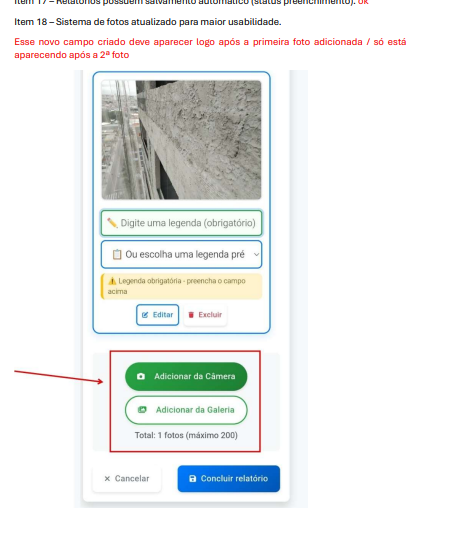 Item 17 – Relatórios possuem salvamento automático (status preenchimento). ok
Item 18 – Sistema de fotos atualizado para maior usabilidade.
Esse novo campo criado deve aparecer logo após a primeira foto adicionada / só está
aparecendo após a 2ª foto
✏️ Digite uma legenda (obrigatório)
📋 Ou escolha uma legenda pré
⚠️ Legenda obrigatória - preencha o campo
acima
Editar Excluir
Adicionar da Câmera
Adicionar da Galeria
Total: 1 fotos (máximo 200)
× Cancelar Concluir relatório